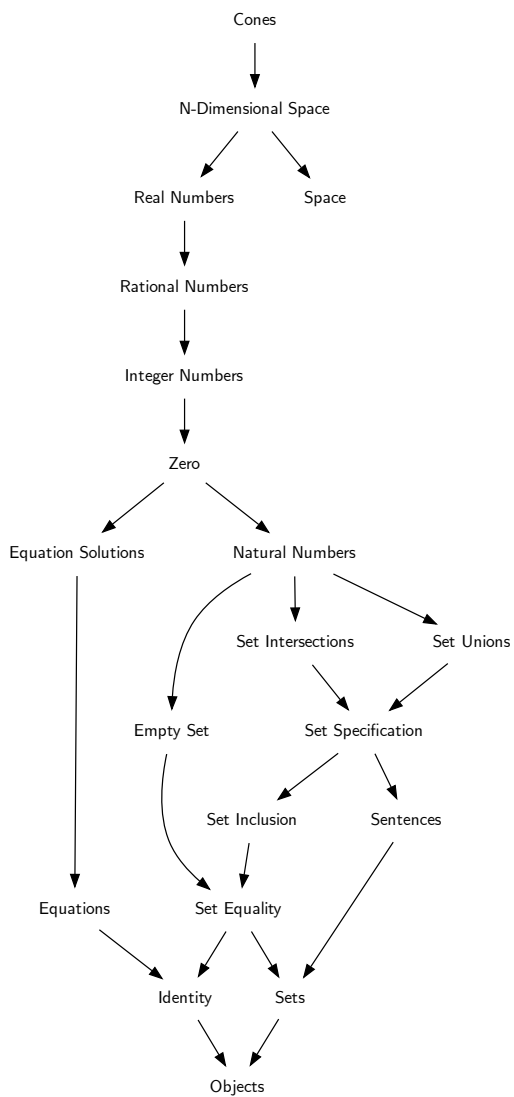 Cones
N-Dimensional Space
Real Numbers
Space
Rational Numbers
Integer Numbers
Zero
Equation Solutions
Natural Numbers
Set Intersections
Set Unions
Empty Set
Set Specification
Set Inclusion
Sentences
Equations
Set Equality
Identity
Sets
Objects